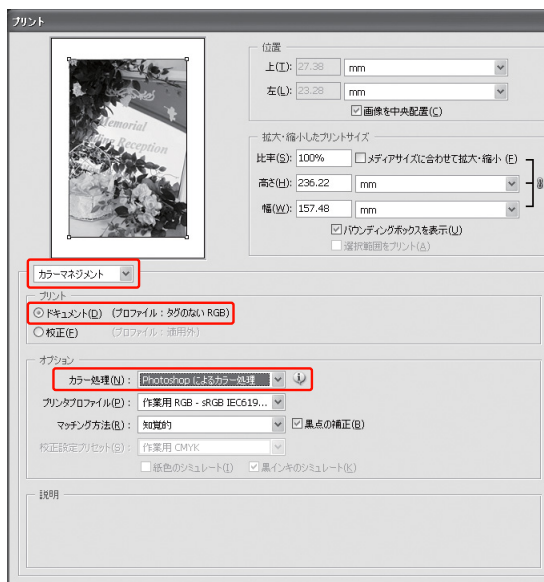 プリント
位置
上(T): 27.38 mm
左(L): 23.28 mm
画像を中央配置(C)
拡大・縮小したプリントサイズ
比率(S): 100% メディアサイズに合わせて拡大・縮小 (F)
高さ(H): 236.22 mm
幅(W): 157.48 mm
バウンディングボックスを表示(U)
選択範囲をプリント(A)
Memorial
Reception
カラーマネジメント
プリント
ドキュメント(D) (プロファイル : タグのない RGB)
校正(F) (プロファイル : 適用外)
オプション
カラー処理(N) : Photoshop によるカラー処理
プリンタプロファイル(P) : 作業用 RGB - sRGB IEC619...
マッチング方法(R) : 知覚的 黒点の補正(B)
校正設定プリセット(S) : 作業用 CMYK
紙色のシミュレート(I) 黒インキのシミュレート(K)
説明